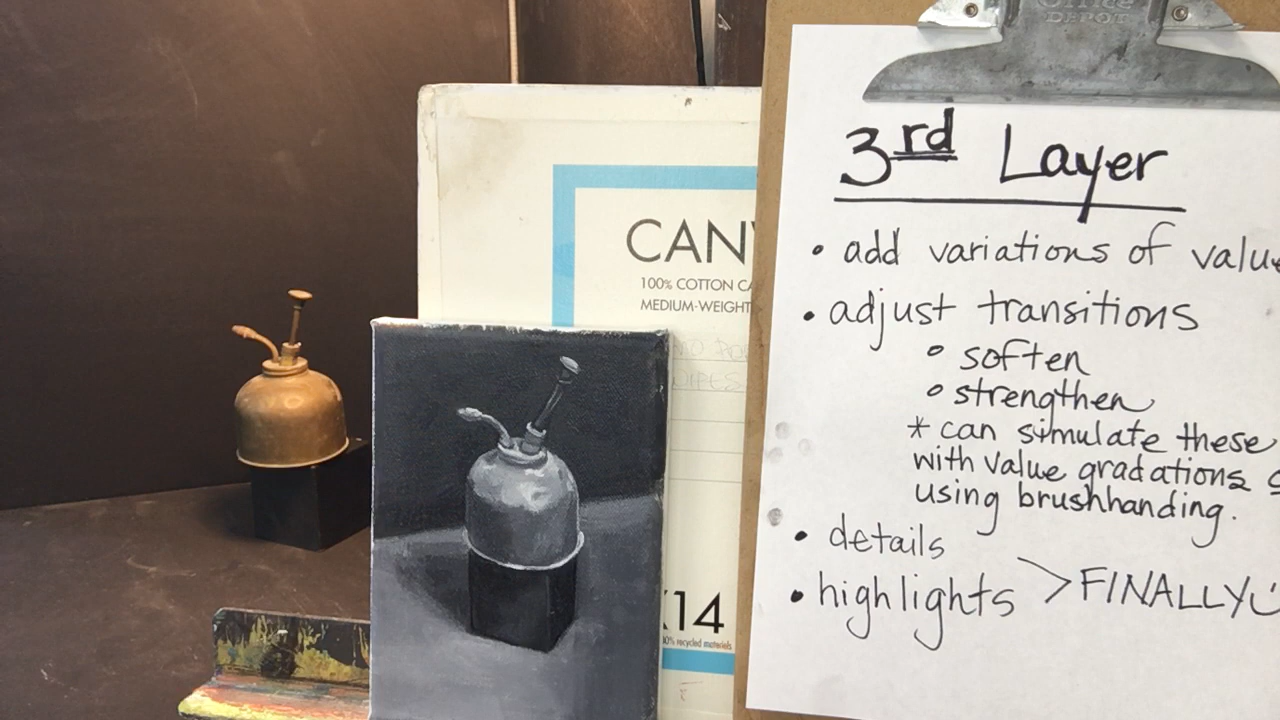 Office
DEPOT
3rd Layer
• add variations of value
• adjust transitions
o soften
o strengthen
* can simulate these
with value gradations
using brushhanding.
• details
• highlights > FINALLY
CAN
100% COTTON CA
MEDIUM-WEIGHT
X14
recycled materials